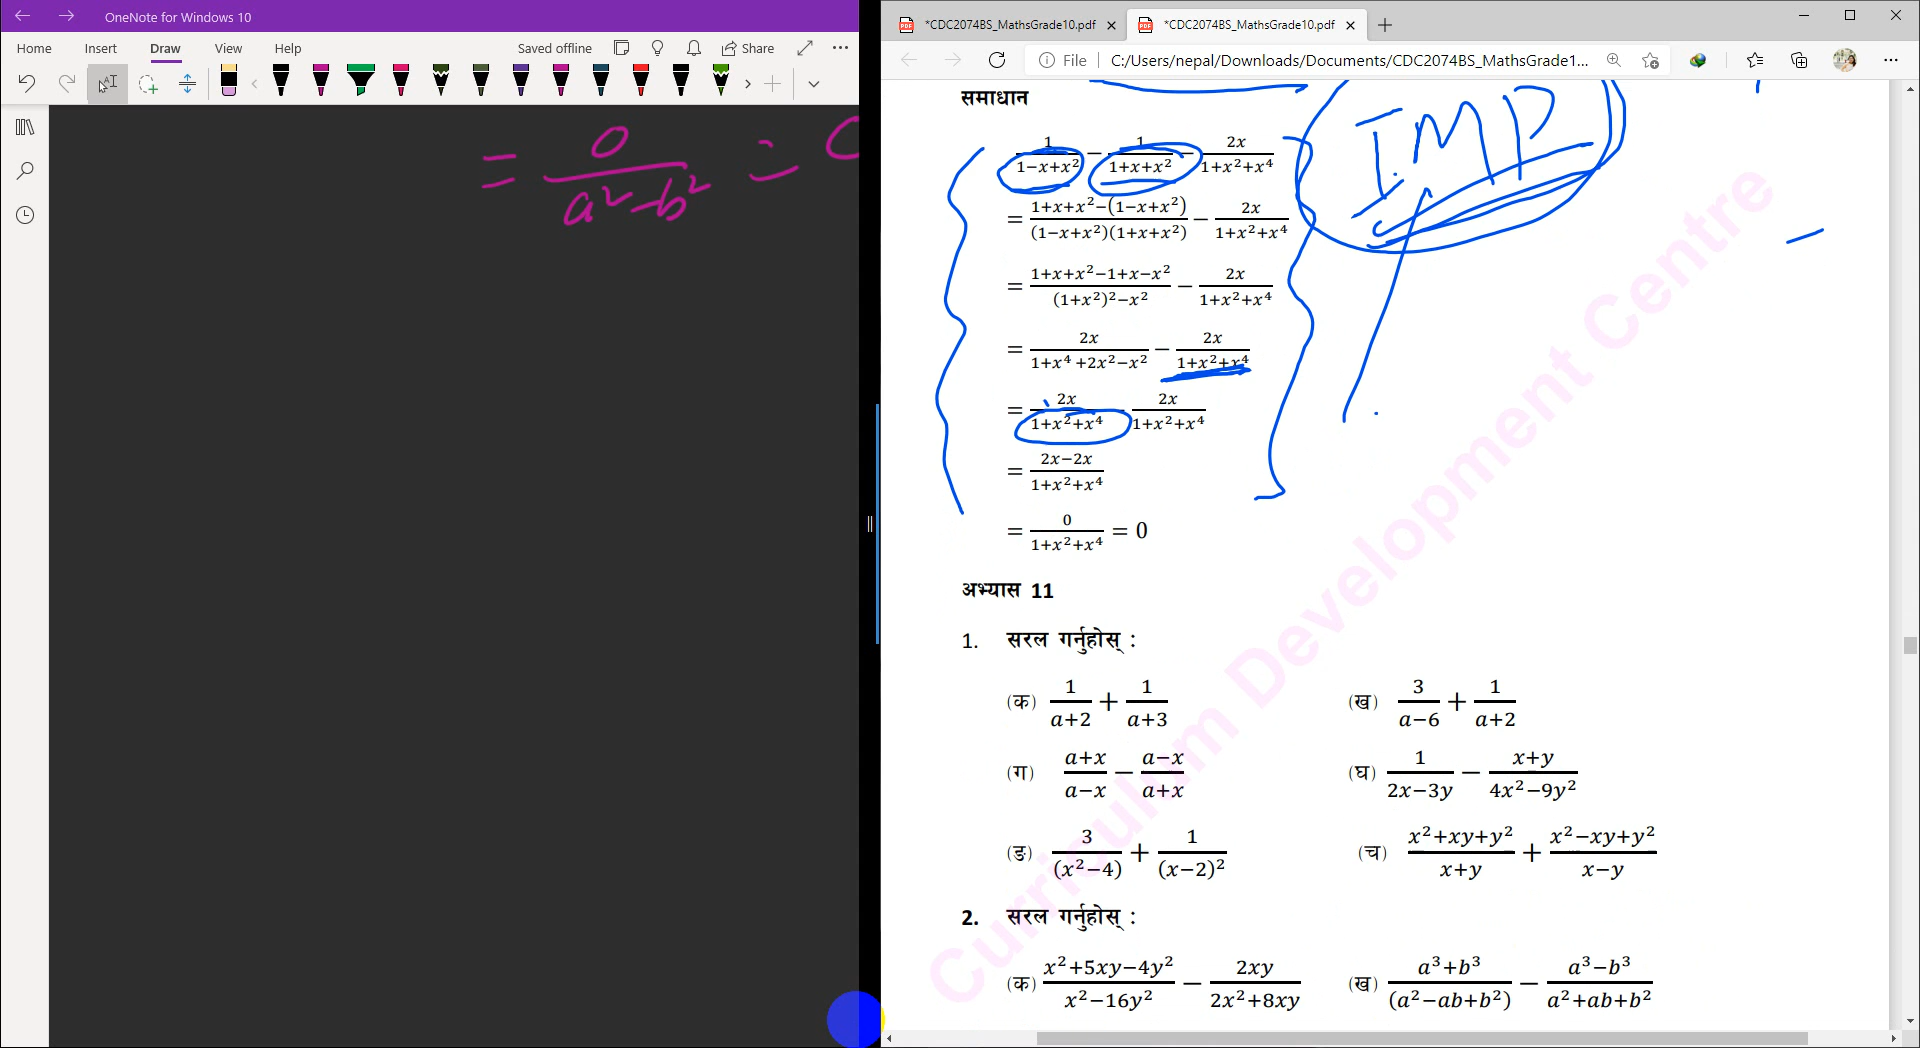 OneNote for Windows 10
Home Insert Draw View Help Saved offline Share
= 0/(a²-b²) =
*CDC2074BS_MathsGrade10.pdf *CDC2074BS_MathsGrade10.pdf
File C:/Users/nepal/Downloads/Documents/CDC2074BS_MathsGrade1...
समाधान
IMP
1/(1−x+x²) − 1/(1+x+x²) − 2x/(1+x²+x⁴)
= (1+x+x²−(1−x+x²))/((1−x+x²)(1+x+x²)) − 2x/(1+x²+x⁴)
= (1+x+x²−1+x−x²)/((1+x²)²−x²) − 2x/(1+x²+x⁴)
= 2x/(1+x⁴+2x²−x²) − 2x/(1+x²+x⁴)
= 2x/(1+x²+x⁴) 2x/(1+x²+x⁴)
= (2x−2x)/(1+x²+x⁴)
= 0/(1+x²+x⁴) = 0
अभ्यास 11
1. सरल गर्नुहोस् :
(क) 1/(a+2) + 1/(a+3) (ख) 3/(a−6) + 1/(a+2)
(ग) (a+x)/(a−x) − (a−x)/(a+x) (घ) 1/(2x−3y) − (x+y)/(4x²−9y²)
(ङ) 3/(x²−4) + 1/(x−2)² (च) (x²+xy+y²)/(x+y) + (x²−xy+y²)/(x−y)
2. सरल गर्नुहोस् :
(क) (x²+5xy−4y²)/(x²−16y²) − 2xy/(2x²+8xy) (ख) (a³+b³)/(a²−ab+b²) − (a³−b³)/(a²+ab+b²)
Curriculum Development Centre